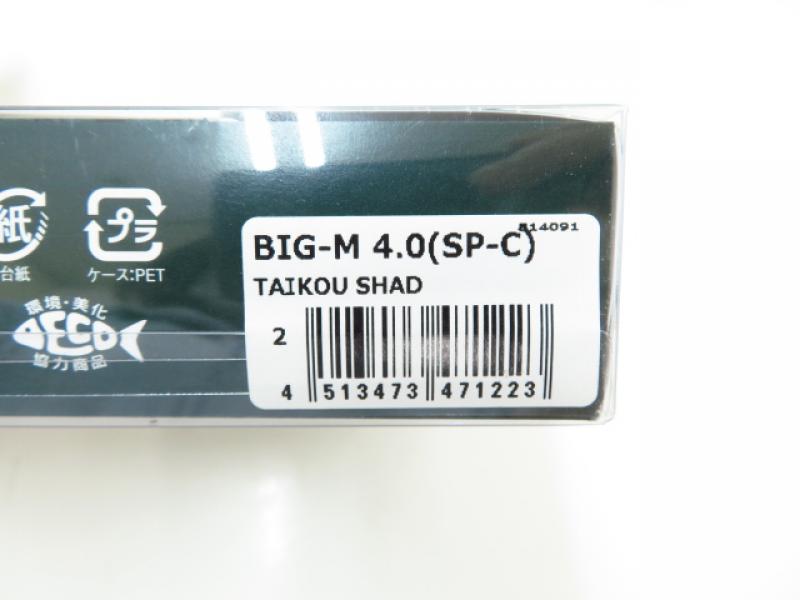 紙
台紙
プラ
ケース:PET
環境・美化
ECO
協力商品
814091
BIG-M 4.0(SP-C)
TAIKOU SHAD
2
4 513473 471223